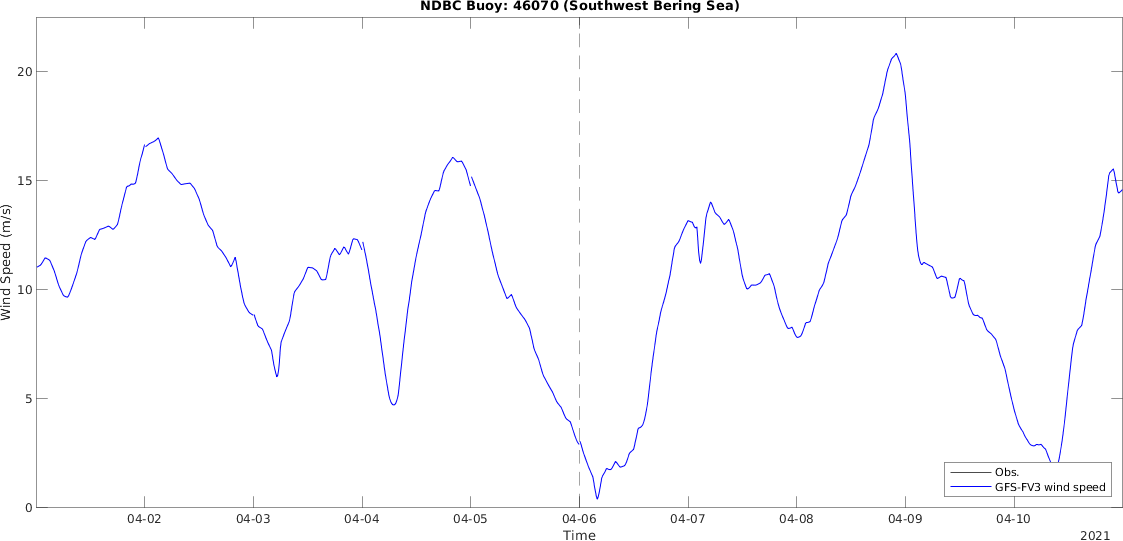 NDBC Buoy: 46070 (Southwest Bering Sea)
20
15
10
5
0
Wind Speed (m/s)
04-02 04-03 04-04 04-05 04-06 04-07 04-08 04-09 04-10
Time
2021
Obs.
GFS-FV3 wind speed